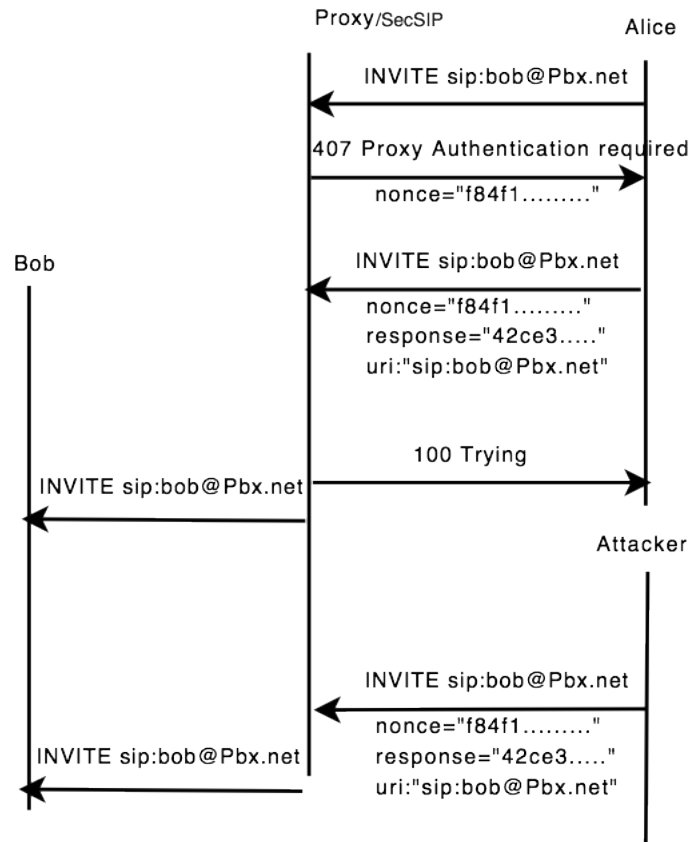 Proxy/SecSIP
Alice
INVITE sip:bob@Pbx.net
407 Proxy Authentication required
nonce="f84f1........."
Bob
INVITE sip:bob@Pbx.net
nonce="f84f1........."
response="42ce3....."
uri:"sip:bob@Pbx.net"
100 Trying
INVITE sip:bob@Pbx.net
Attacker
INVITE sip:bob@Pbx.net
nonce="f84f1........."
INVITE sip:bob@Pbx.net
response="42ce3....."
uri:"sip:bob@Pbx.net"